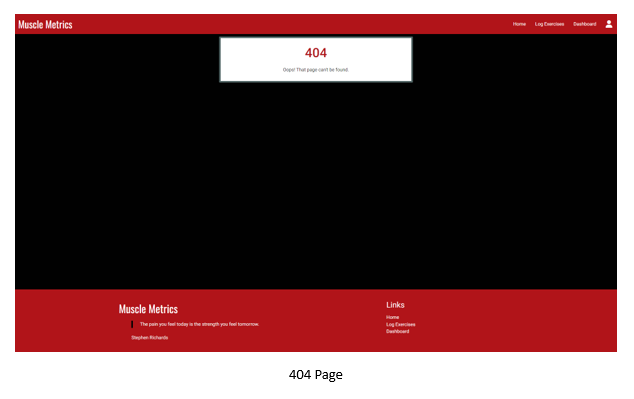 Muscle Metrics
Home Log Exercises Dashboard
404
Oops! That page can't be found.
Muscle Metrics
The pain you feel today is the strength you feel tomorrow.
Stephen Richards
Links
Home
Log Exercises
Dashboard
404 Page